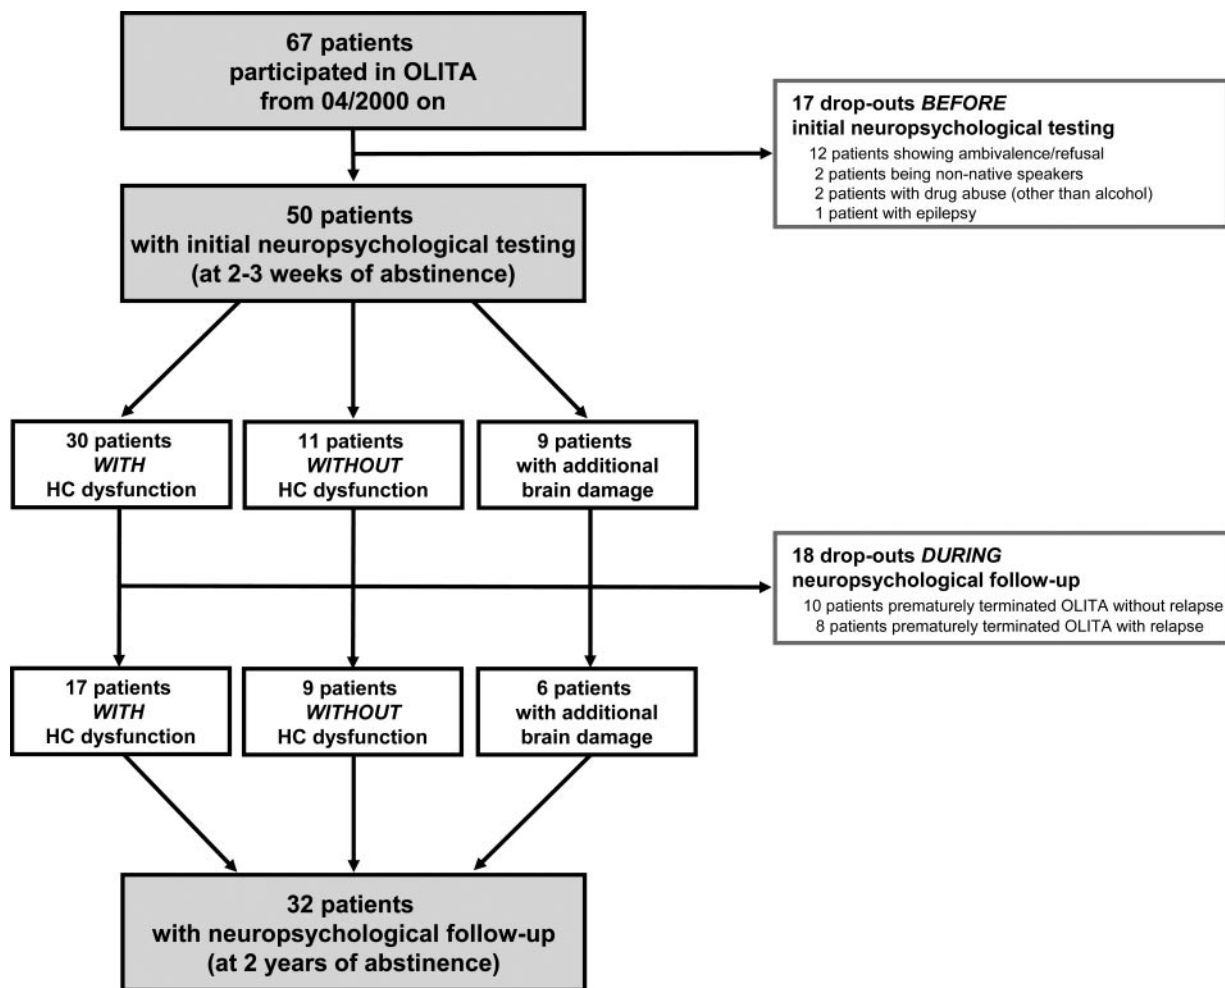 67 patients
participated in OLITA
from 04/2000 on
17 drop-outs BEFORE
initial neuropsychological testing
12 patients showing ambivalence/refusal
2 patients being non-native speakers
2 patients with drug abuse (other than alcohol)
1 patient with epilepsy
50 patients
with initial neuropsychological testing
(at 2-3 weeks of abstinence)
30 patients
WITH
HC dysfunction
11 patients
WITHOUT
HC dysfunction
9 patients
with additional
brain damage
18 drop-outs DURING
neuropsychological follow-up
10 patients prematurely terminated OLITA without relapse
8 patients prematurely terminated OLITA with relapse
17 patients
WITH
HC dysfunction
9 patients
WITHOUT
HC dysfunction
6 patients
with additional
brain damage
32 patients
with neuropsychological follow-up
(at 2 years of abstinence)